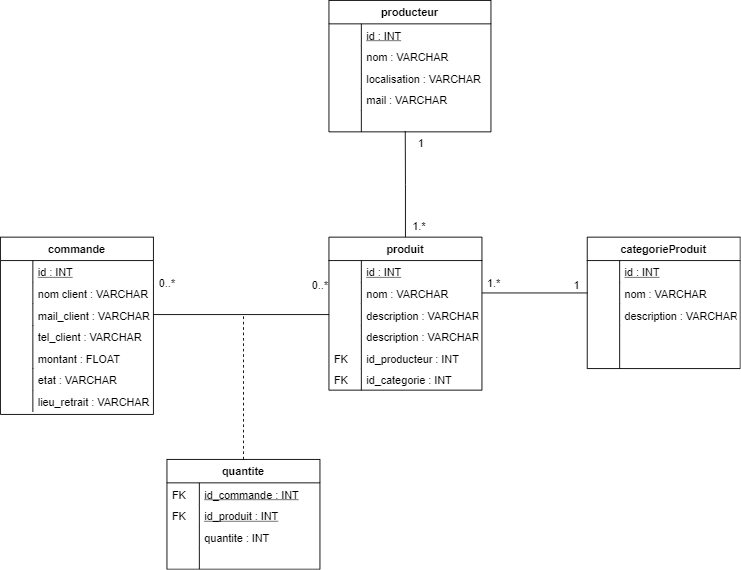 producteur
id : INT
nom : VARCHAR
localisation : VARCHAR
mail : VARCHAR
1
1.*
commande
id : INT
nom client : VARCHAR
mail_client : VARCHAR
tel_client : VARCHAR
montant : FLOAT
etat : VARCHAR
lieu_retrait : VARCHAR
0..*
0..*
produit
id : INT
nom : VARCHAR
description : VARCHAR
description : VARCHAR
FK id_producteur : INT
FK id_categorie : INT
1.*
1
categorieProduit
id : INT
nom : VARCHAR
description : VARCHAR
quantite
FK id_commande : INT
FK id_produit : INT
quantite : INT